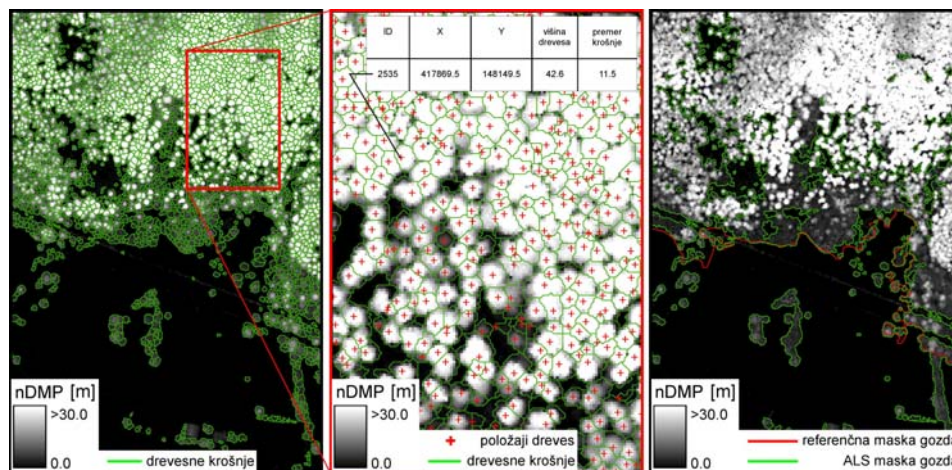 nDMP [m]
>30.0
0.0
drevesne krošnje
ID X Y višina drevesa premer krošnje
2535 417869.5 148149.5 42.6 11.5
nDMP [m]
>30.0
0.0
položaji dreves
drevesne krošnje
nDMP [m]
>30.0
0.0
referenčna maska gozda
ALS maska gozda